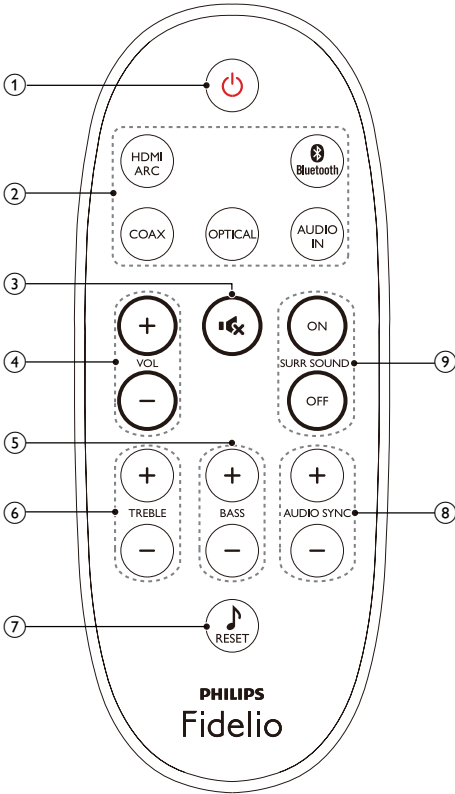 ①
HDMI
ARC
Bluetooth
②
COAX
OPTICAL
AUDIO
IN
③
+
ON
④
VOL
SURR SOUND
⑨
−
OFF
⑤
+
+
+
⑥
TREBLE
BASS
AUDIO SYNC
⑧
−
−
−
⑦
RESET
PHILIPS
Fidelio